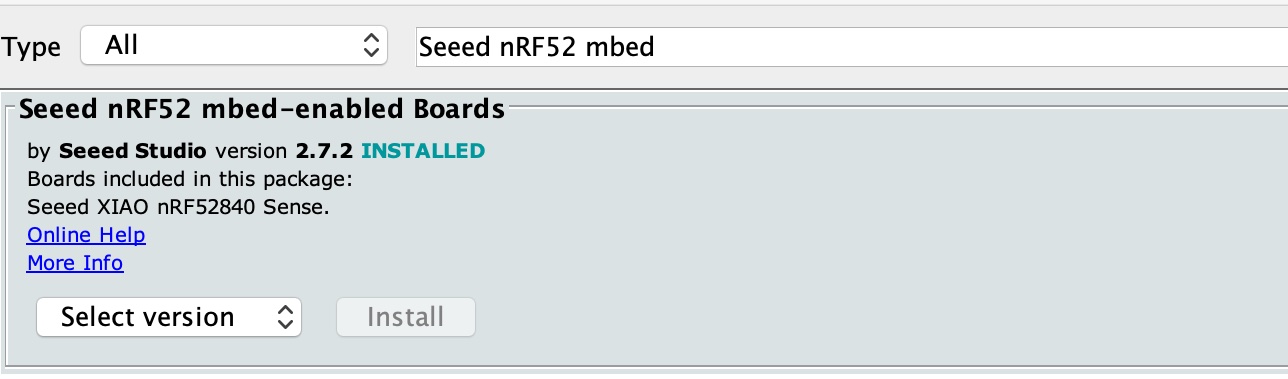 Type All Seeed nRF52 mbed
Seeed nRF52 mbed-enabled Boards
by Seeed Studio version 2.7.2 INSTALLED
Boards included in this package:
Seeed XIAO nRF52840 Sense.
Online Help
More Info
Select version Install